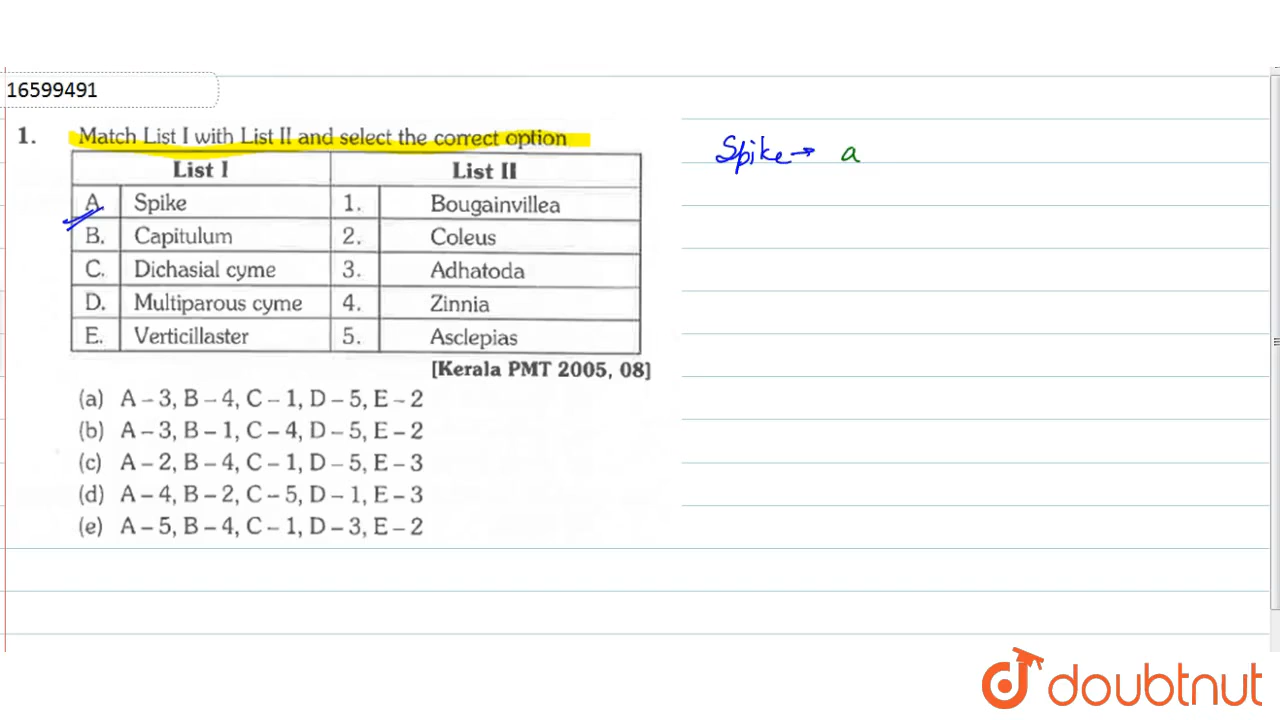 16599491
1. Match List I with List II and select the correct option
List I List II
A. Spike 1. Bougainvillea
B. Capitulum 2. Coleus
C. Dichasial cyme 3. Adhatoda
D. Multiparous cyme 4. Zinnia
E. Verticillaster 5. Asclepias
[Kerala PMT 2005, 08]
(a) A – 3, B – 4, C – 1, D – 5, E – 2
(b) A – 3, B – 1, C – 4, D – 5, E – 2
(c) A – 2, B – 4, C – 1, D – 5, E – 3
(d) A – 4, B – 2, C – 5, D – 1, E – 3
(e) A – 5, B – 4, C – 1, D – 3, E – 2
Spike → a
doubtnut